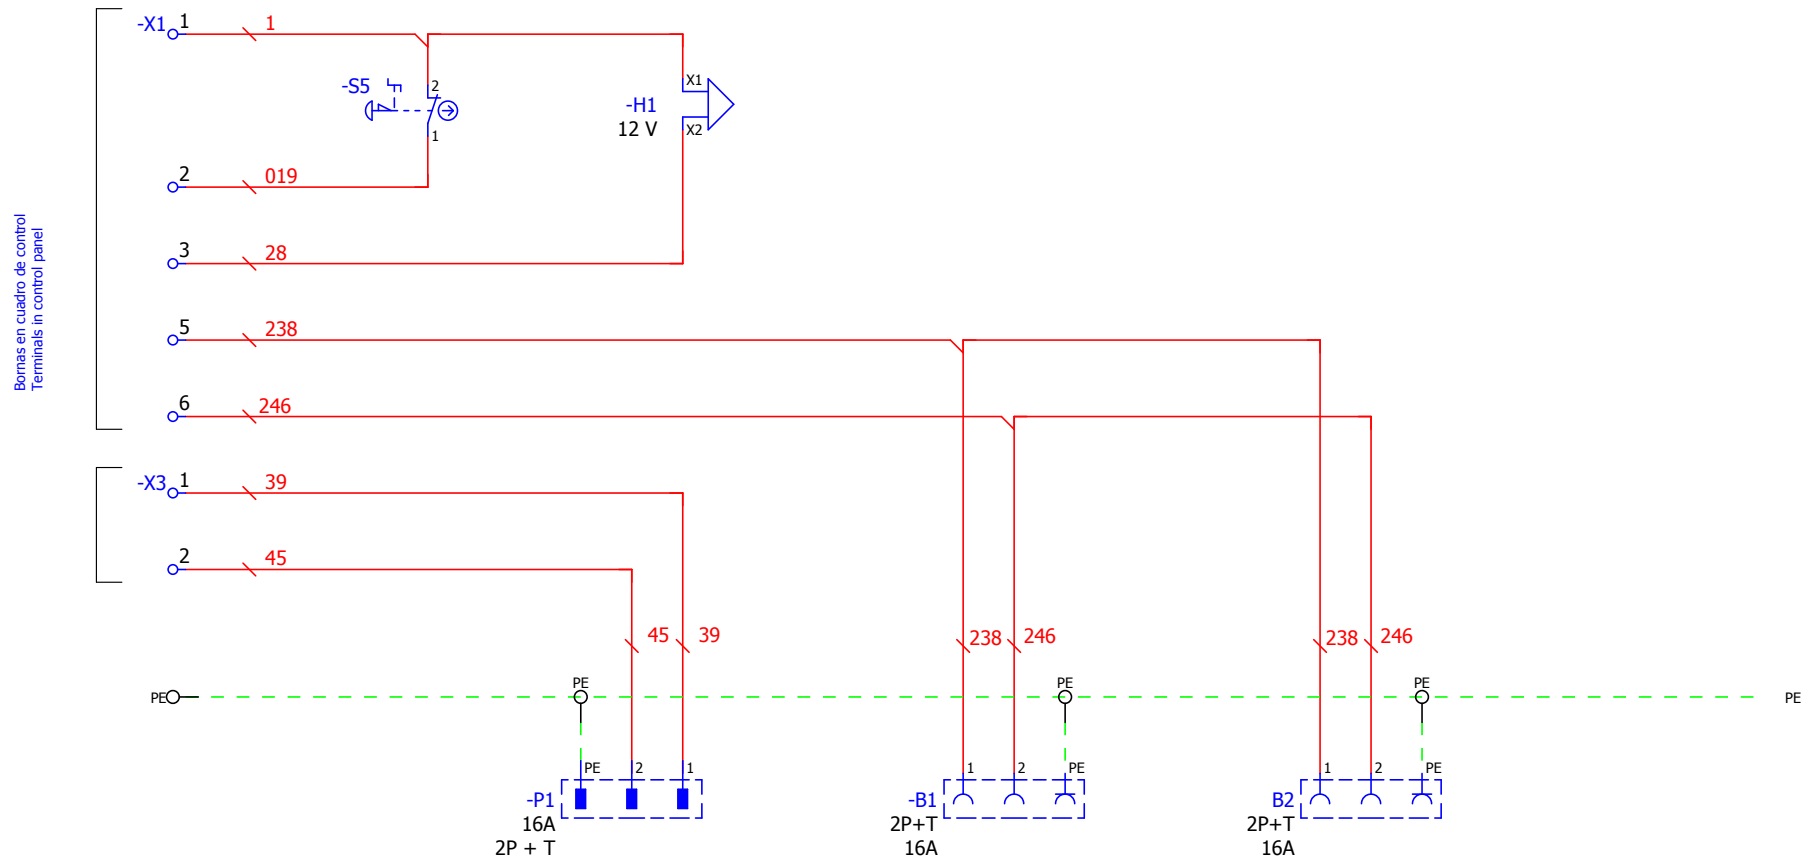 Bornas en cuadro de control
Terminals in control panel
-X1 1 1
-S5 2
1
-H1
12 V
X1
X2
2 019
3 28
5 238
6 246
-X3 1 39
2 45
45 39 238 246 238 246
PE PE PE PE PE
PE 2 1
-P1
16A
2P + T
1 2 PE
-B1
2P+T
16A
1 2 PE
B2
2P+T
16A